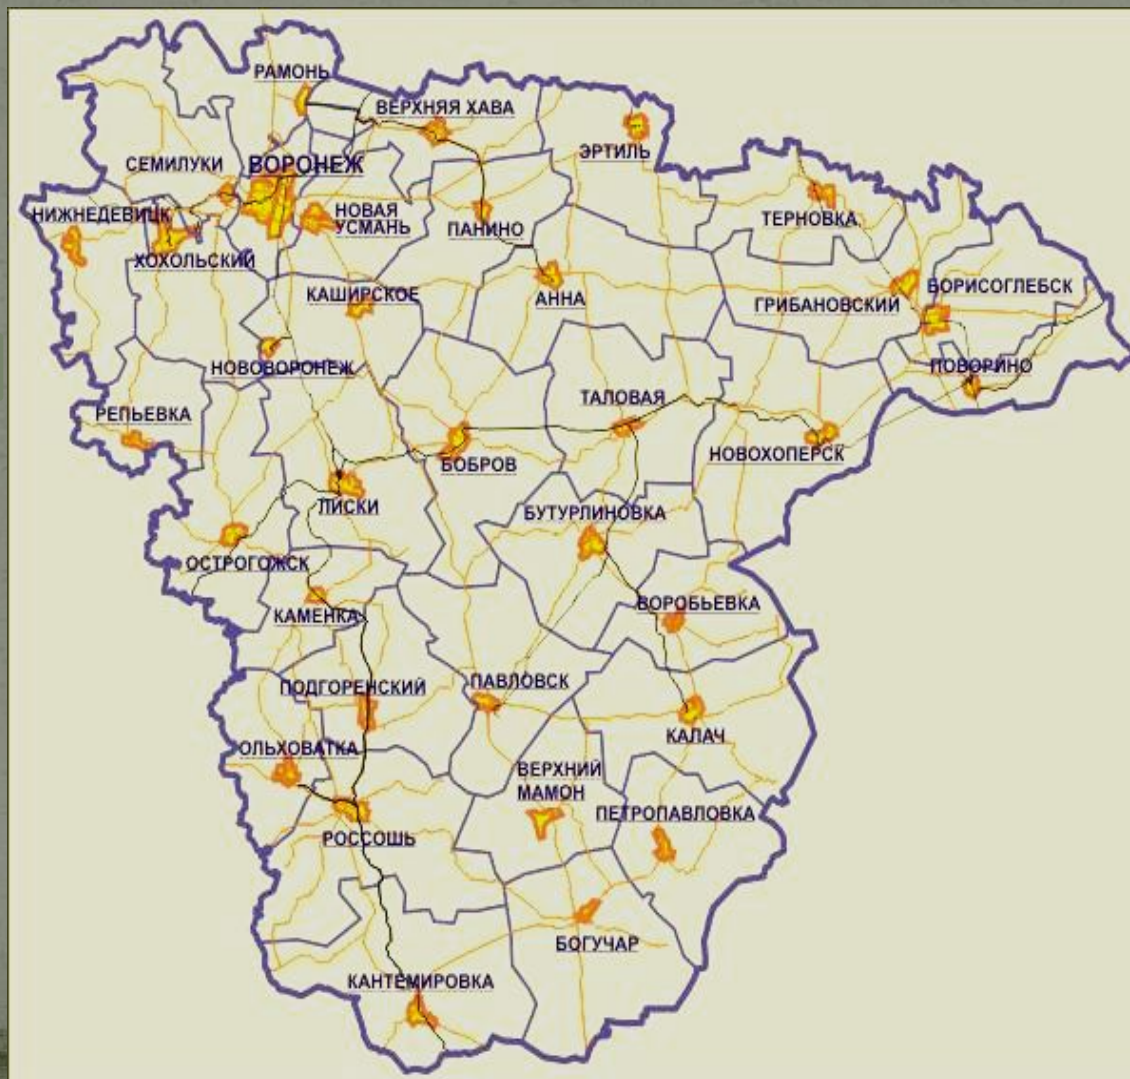 РАМОНЬ
ВЕРХНЯЯ ХАВА
ЭРТИЛЬ
СЕМИЛУКИ
ВОРОНЕЖ
ТЕРНОВКА
НИЖНЕДЕВИЦК
НОВАЯ
УСМАНЬ
ПАНИНО
ХОХОЛЬСКИЙ
КАШИРСКОЕ
АННА
ГРИБАНОВСКИЙ
БОРИСОГЛЕБСК
НОВОВОРОНЕЖ
ПОВОРИНО
РЕПЬЕВКА
ТАЛОВАЯ
БОБРОВ
НОВОХОПЕРСК
ЛИСКИ
БУТУРЛИНОВКА
ОСТРОГОЖСК
КАМЕНКА
ВОРОБЬЕВКА
ПОДГОРЕНСКИЙ
ПАВЛОВСК
КАЛАЧ
ОЛЬХОВАТКА
ВЕРХНИЙ
МАМОН
ПЕТРОПАВЛОВКА
РОССОШЬ
БОГУЧАР
КАНТЕМИРОВКА